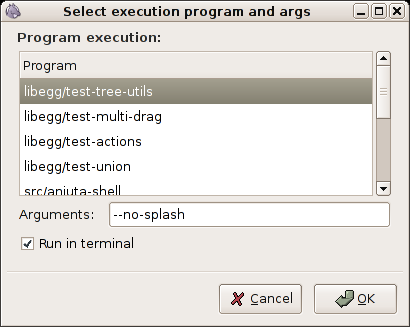 Select execution program and args
Program execution:
Program
libegg/test-tree-utils
libegg/test-multi-drag
libegg/test-actions
libegg/test-union
src/anjuta-shell
Arguments: --no-splash
Run in terminal
Cancel OK